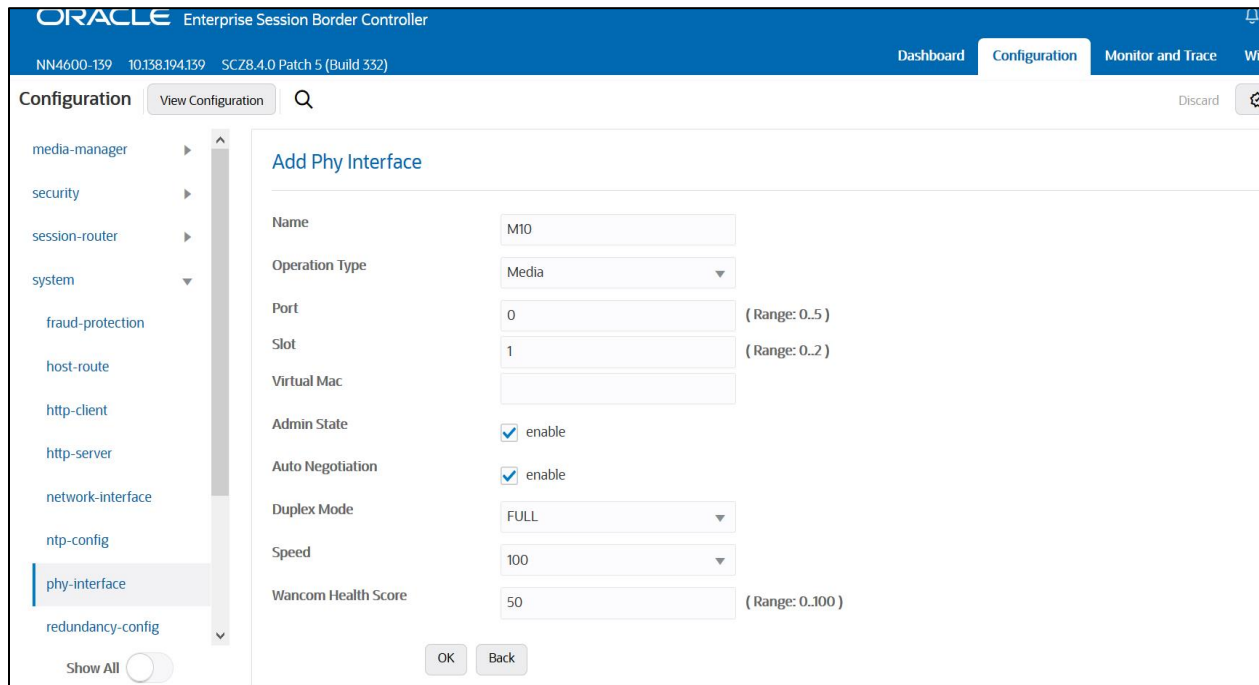 ORACLE Enterprise Session Border Controller
NN4600-139 10.138.194.139 SCZ8.4.0 Patch 5 (Build 332)
Dashboard Configuration Monitor and Trace
Configuration View Configuration Discard
media-manager
security
session-router
system
fraud-protection
host-route
http-client
http-server
network-interface
ntp-config
phy-interface
redundancy-config
Show All
Add Phy Interface
Name M10
Operation Type Media
Port 0 ( Range: 0..5 )
Slot 1 ( Range: 0..2 )
Virtual Mac
Admin State enable
Auto Negotiation enable
Duplex Mode FULL
Speed 100
Wancom Health Score 50 ( Range: 0..100 )
OK Back